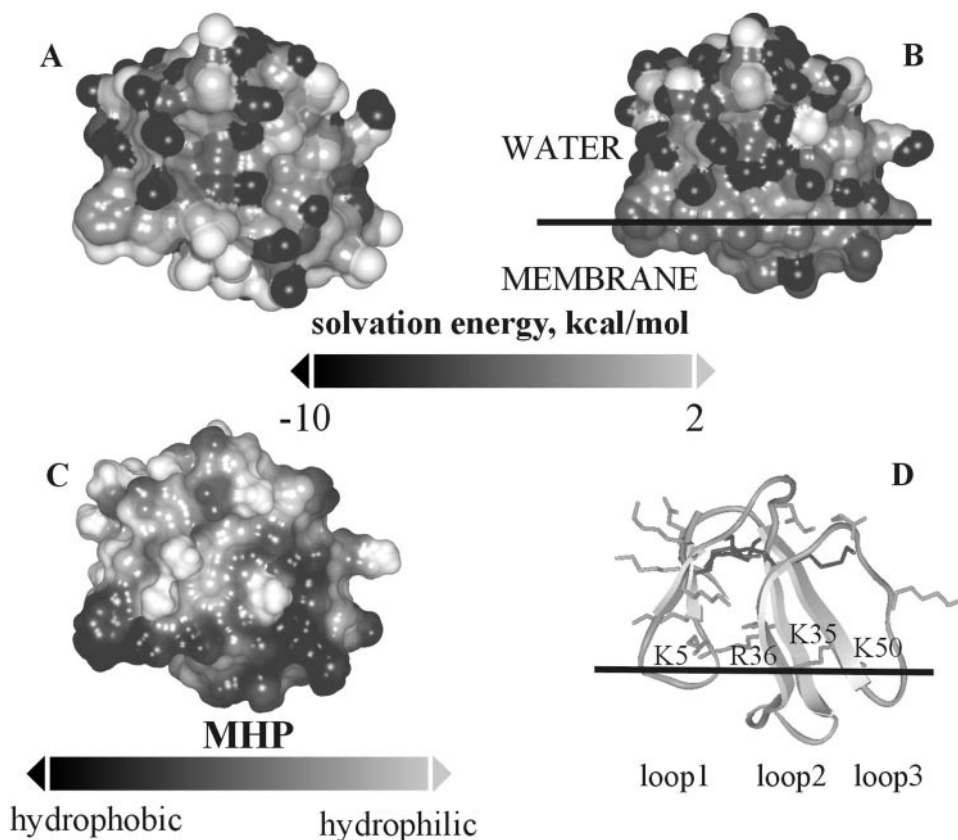 A
B
WATER
MEMBRANE
solvation energy, kcal/mol
-10 2
C
D
K5 R36 K35 K50
MHP
hydrophobic hydrophilic
loop1 loop2 loop3